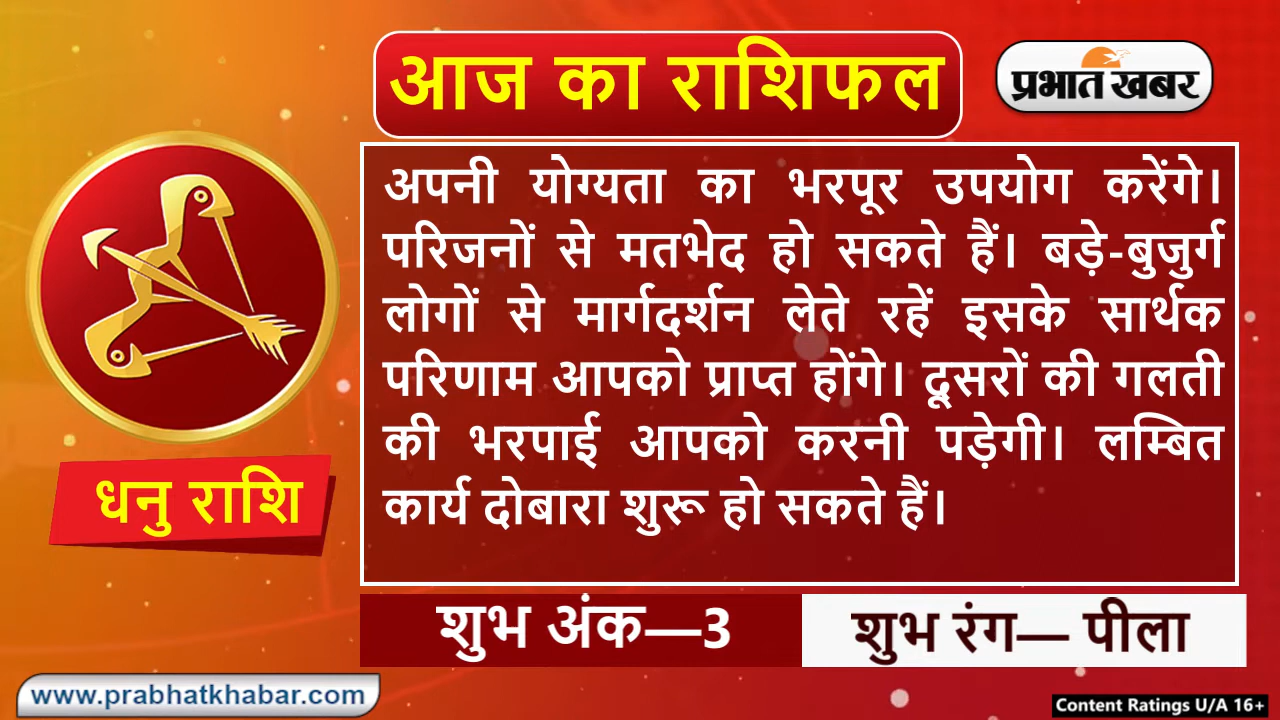 आज का राशिफल
प्रभात खबर
अपनी योग्यता का भरपूर उपयोग करेंगे।
परिजनों से मतभेद हो सकते हैं। बड़े-बुजुर्ग
लोगों से मार्गदर्शन लेते रहें इसके सार्थक
परिणाम आपको प्राप्त होंगे। दूसरों की गलती
की भरपाई आपको करनी पड़ेगी। लम्बित
कार्य दोबारा शुरू हो सकते हैं।
धनु राशि
शुभ अंक—3
शुभ रंग— पीला
www.prabhatkhabar.com
Content Ratings U/A 16+